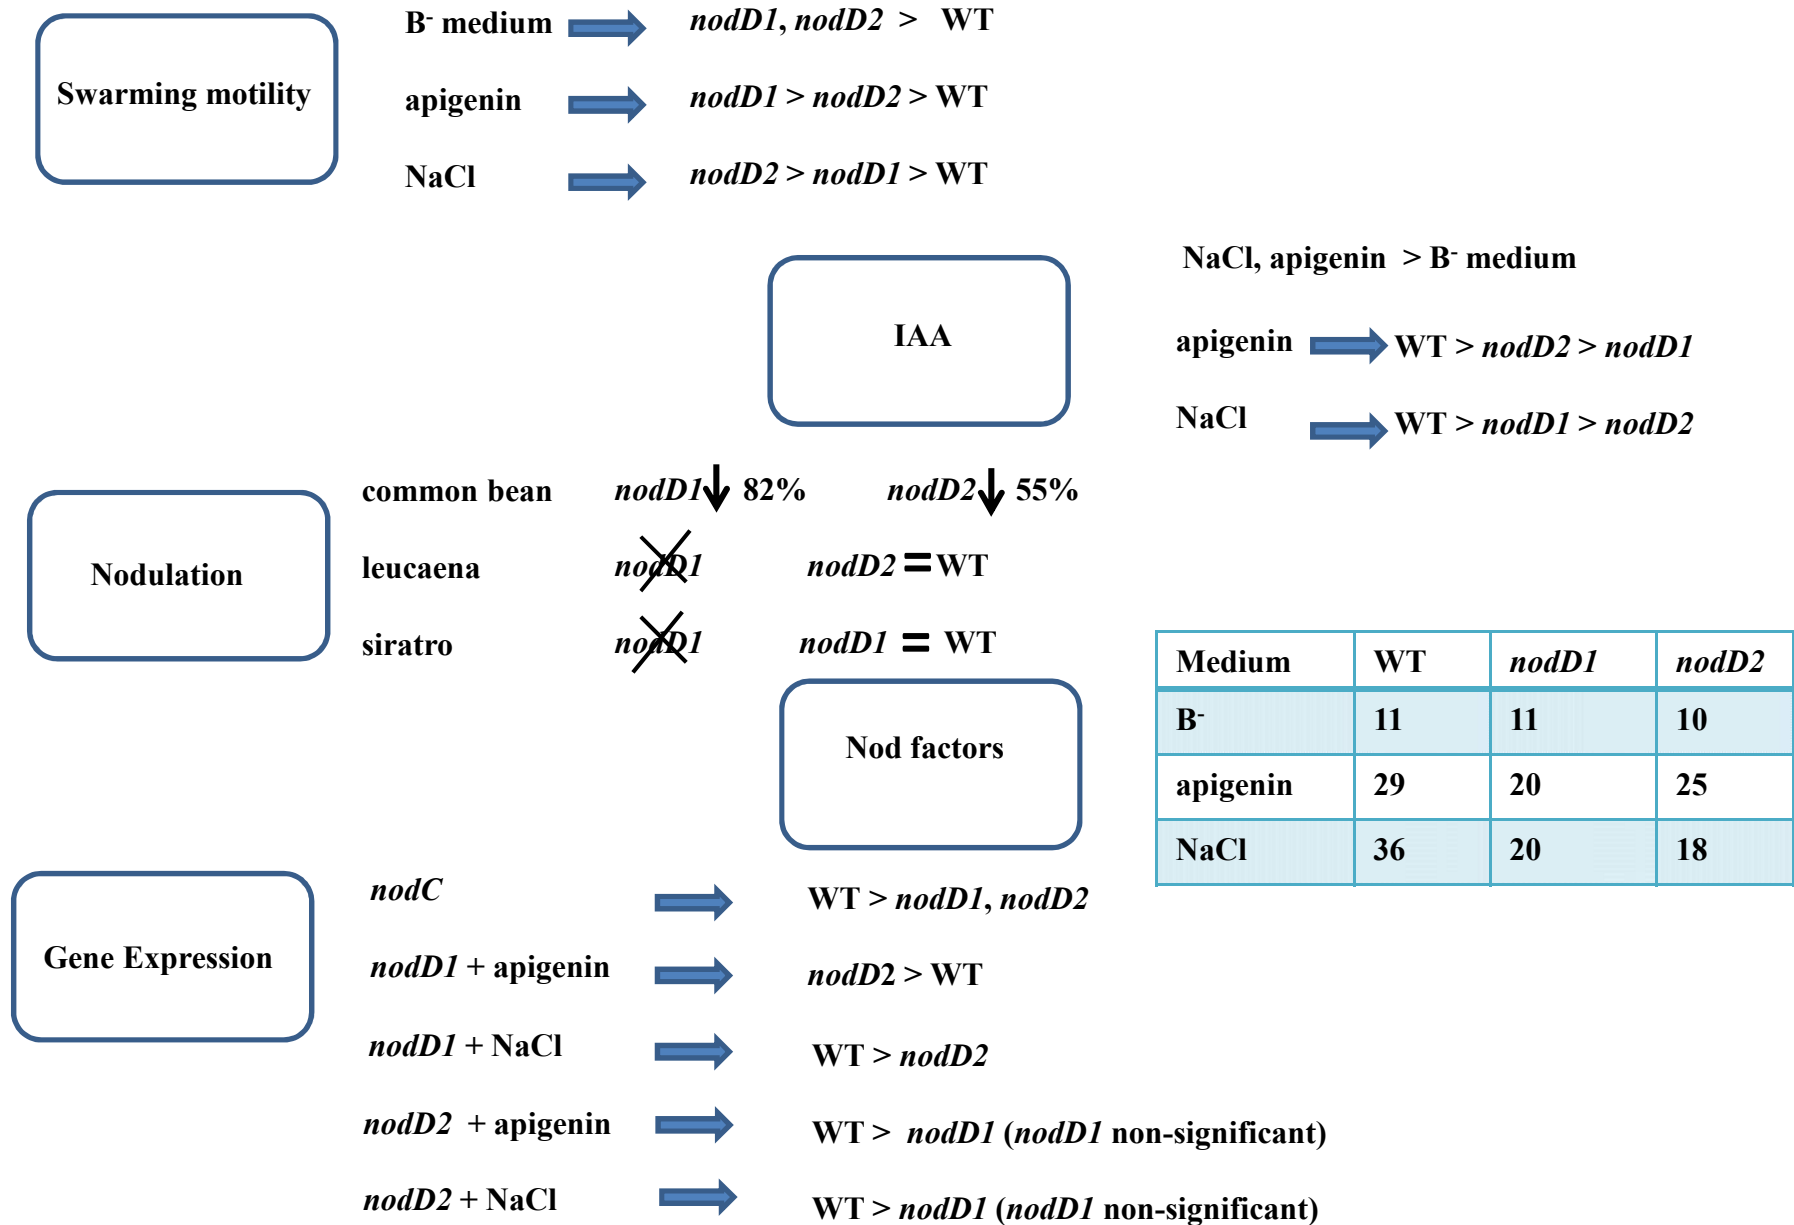 Swarming motility
B- medium nodD1, nodD2 > WT
apigenin nodD1 > nodD2 > WT
NaCl nodD2 > nodD1 > WT
IAA
NaCl, apigenin > B- medium
apigenin WT > nodD2 > nodD1
NaCl WT > nodD1 > nodD2
Nodulation
common bean nodD1 82% nodD2 55%
leucaena nodD1 nodD2 = WT
siratro nodD1 nodD1 = WT
Nod factors
Medium WT nodD1 nodD2
B- 11 11 10
apigenin 29 20 25
NaCl 36 20 18
Gene Expression
nodC WT > nodD1, nodD2
nodD1 + apigenin nodD2 > WT
nodD1 + NaCl WT > nodD2
nodD2 + apigenin WT > nodD1 (nodD1 non-significant)
nodD2 + NaCl WT > nodD1 (nodD1 non-significant)